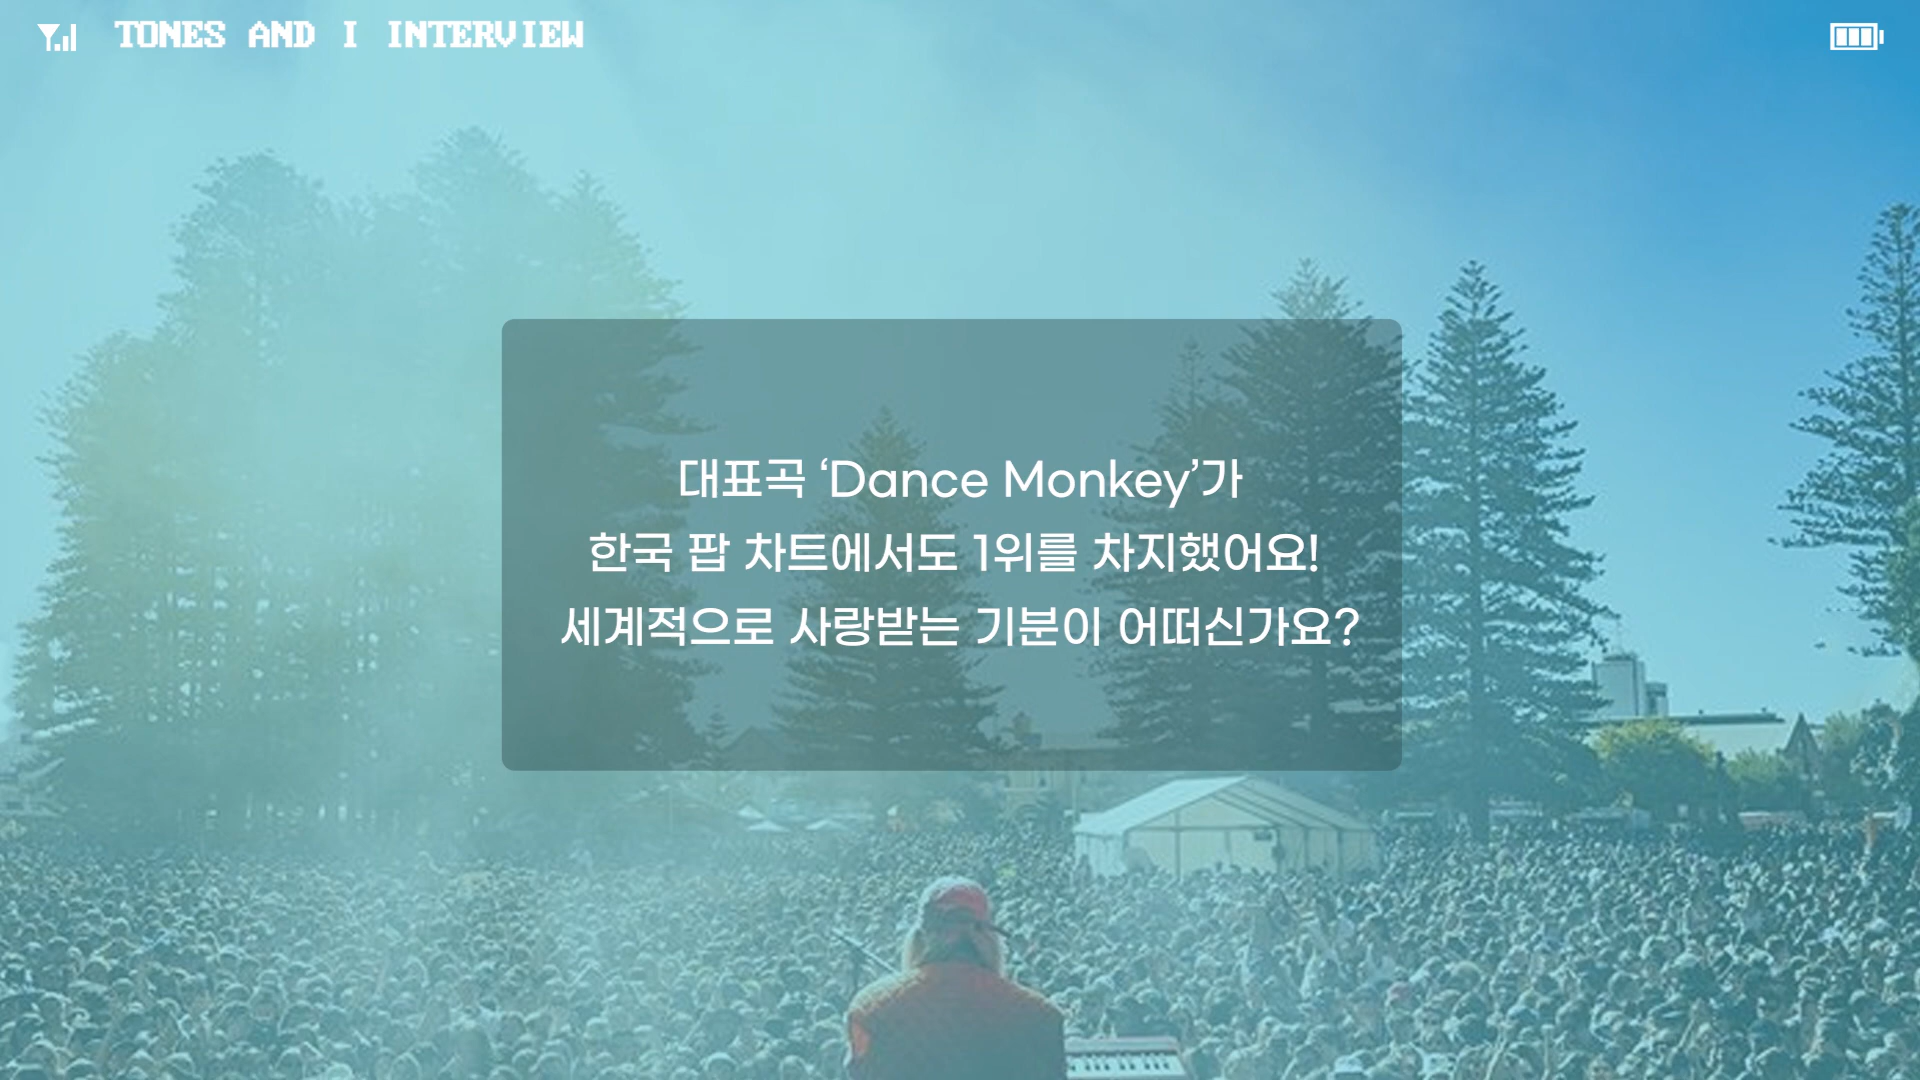 TONES AND I INTERVIEW
대표곡 ‘Dance Monkey’가
한국 팝 차트에서도 1위를 차지했어요!
세계적으로 사랑받는 기분이 어떠신가요?